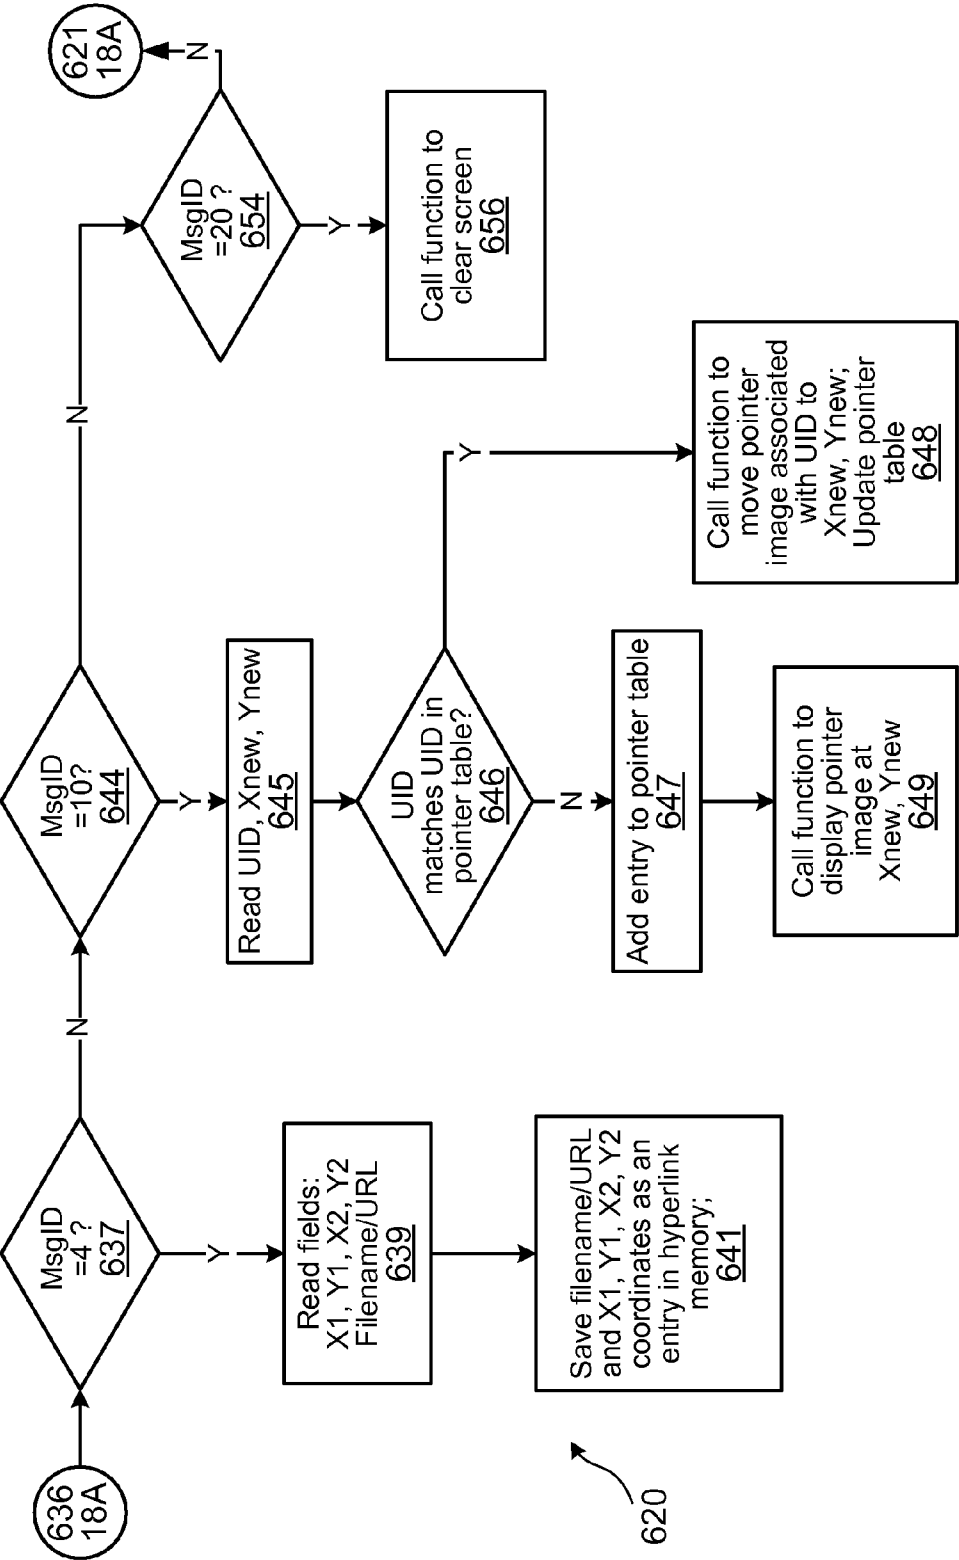 636
18A
MsgID
=4 ?
637
Y
Read fields:
X1, Y1, X2, Y2
Filename/URL
639
Save filename/URL
and X1, Y1, X2, Y2
coordinates as an
entry in hyperlink
memory;
641
N
MsgID
=10?
644
Y
Read UID, Xnew, Ynew
645
UID
matches UID in
pointer table?
646
N
Add entry to pointer table
647
Call function to
display pointer
image at
Xnew, Ynew
649
Y
Call function to
move pointer
image associated
with UID to
Xnew, Ynew;
Update pointer
table
648
N
MsgID
=20 ?
654
Y
Call function to
clear screen
656
N
621
18A
620